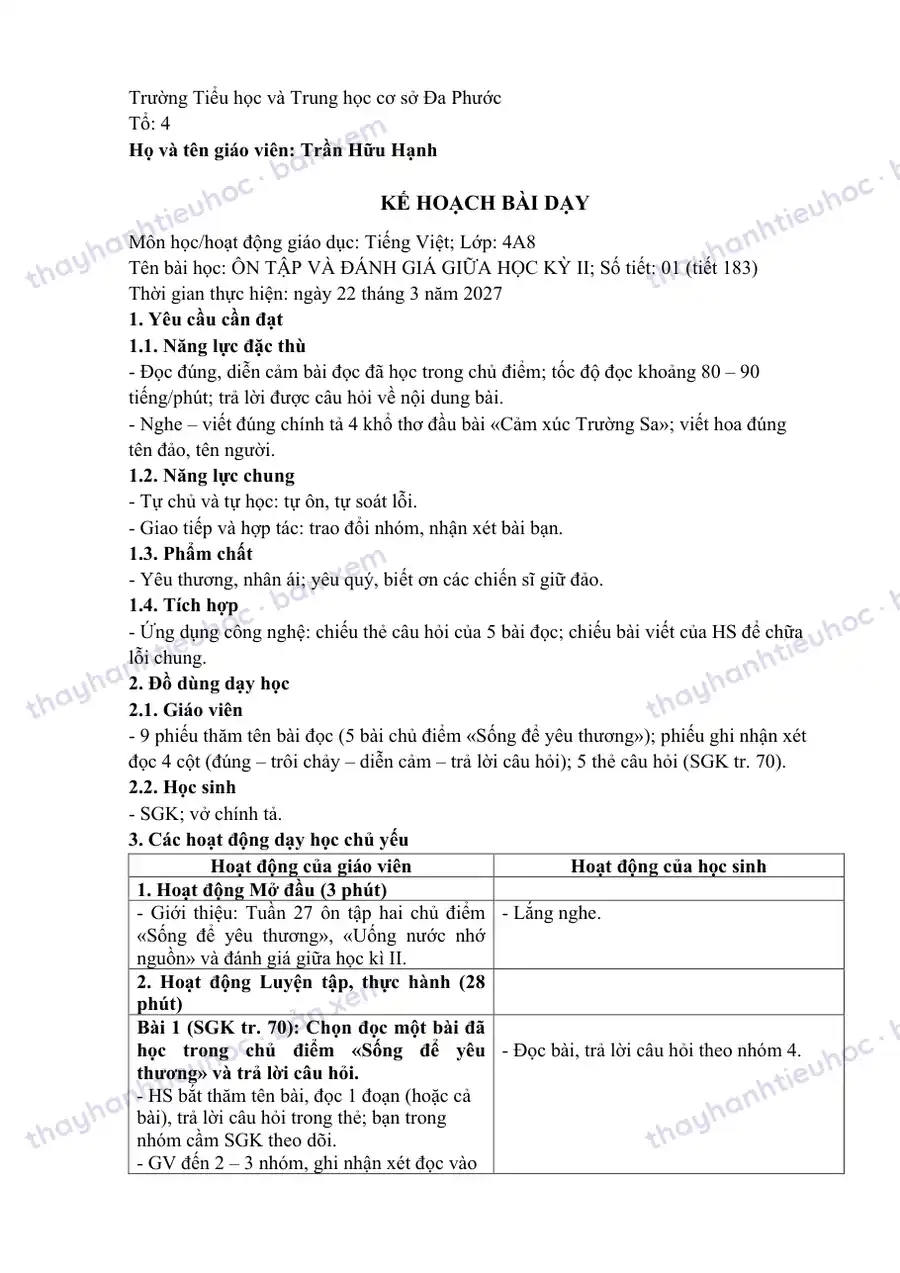 Trường Tiểu học và Trung học cơ sở Đa Phước
Tổ: 4
Họ và tên giáo viên: Trần Hữu Hạnh
KẾ HOẠCH BÀI DẠY
Môn học/hoạt động giáo dục: Tiếng Việt; Lớp: 4A8
Tên bài học: ÔN TẬP VÀ ĐÁNH GIÁ GIỮA HỌC KỲ II; Số tiết: 01 (tiết 183)
Thời gian thực hiện: ngày 22 tháng 3 năm 2027
1. Yêu cầu cần đạt
1.1. Năng lực đặc thù
- Đọc đúng, diễn cảm bài đọc đã học trong chủ điểm; tốc độ đọc khoảng 80 – 90
tiếng/phút; trả lời được câu hỏi về nội dung bài.
- Nghe – viết đúng chính tả 4 khổ thơ đầu bài «Cảm xúc Trường Sa»; viết hoa đúng
tên đảo, tên người.
1.2. Năng lực chung
- Tự chủ và tự học: tự ôn, tự soát lỗi.
- Giao tiếp và hợp tác: trao đổi nhóm, nhận xét bài bạn.
1.3. Phẩm chất
- Yêu thương, nhân ái; yêu quý, biết ơn các chiến sĩ giữ đảo.
1.4. Tích hợp
- Ứng dụng công nghệ: chiếu thẻ câu hỏi của 5 bài đọc; chiếu bài viết của HS để chữa
lỗi chung.
2. Đồ dùng dạy học
2.1. Giáo viên
- 9 phiếu thăm tên bài đọc (5 bài chủ điểm «Sống để yêu thương»); phiếu ghi nhận xét
đọc 4 cột (đúng – trôi chảy – diễn cảm – trả lời câu hỏi); 5 thẻ câu hỏi (SGK tr. 70).
2.2. Học sinh
- SGK; vở chính tả.
3. Các hoạt động dạy học chủ yếu
Hoạt động của giáo viên
Hoạt động của học sinh
1. Hoạt động Mở đầu (3 phút)
- Giới thiệu: Tuần 27 ôn tập hai chủ điểm
«Sống để yêu thương», «Uống nước nhớ
nguồn» và đánh giá giữa học kì II.
- Lắng nghe.
2. Hoạt động Luyện tập, thực hành (28
phút)
Bài 1 (SGK tr. 70): Chọn đọc một bài đã
học trong chủ điểm «Sống để yêu
thương» và trả lời câu hỏi.
- HS bắt thăm tên bài, đọc 1 đoạn (hoặc cả
bài), trả lời câu hỏi trong thẻ; bạn trong
nhóm cầm SGK theo dõi.
- GV đến 2 – 3 nhóm, ghi nhận xét đọc vào
- Đọc bài, trả lời câu hỏi theo nhóm 4.
thayhanhtieuhoc · bản xem
thayhanhtieuhoc · b
thayhanhtieuhoc · bản xem
thayhanhtieuhoc · b
thayhanhtieuhoc · bản xem
thayhanhtieuhoc · b